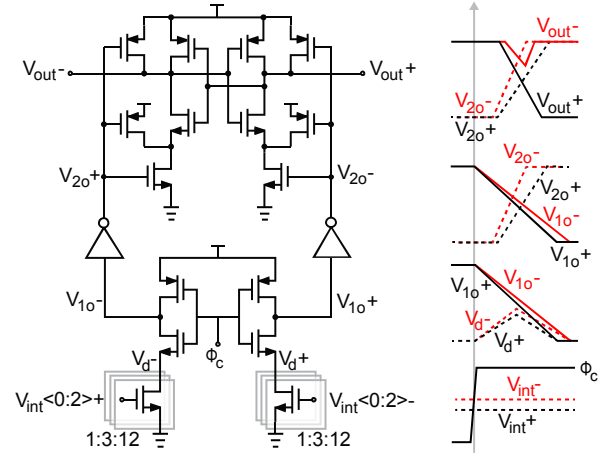 Vout-
Vout+
V2o+
V2o-
V1o-
V1o+
Φc
Vd-
Vd+
Vint<0:2>+
Vint<0:2>-
1:3:12
1:3:12
Vout-
V2o-
V2o+
Vout+
V2o-
V2o+
V1o-
V1o+
V1o-
V1o+
Vd-
Vd+
Φc
Vint-
Vint+